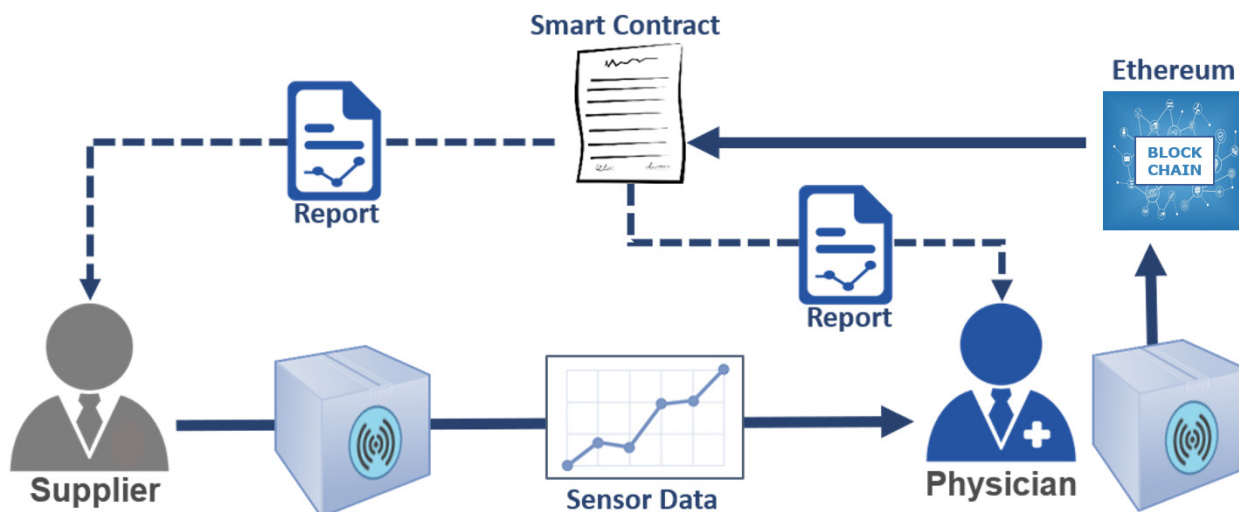 Smart Contract
Ethereum
BLOCK
CHAIN
Report
Report
Supplier
Sensor Data
Physician